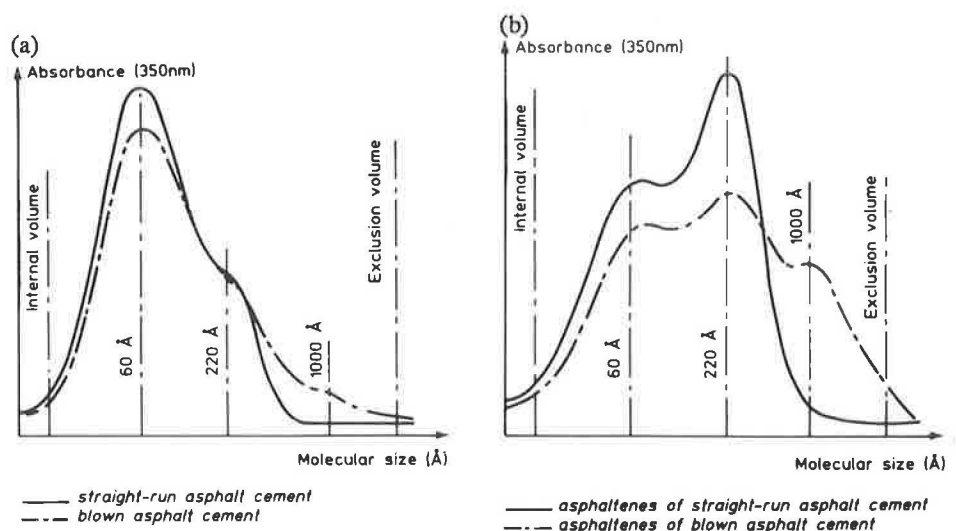 (a)
Absorbance (350nm)
Internal volume
60 Å
220 Å
1000 Å
Exclusion volume
Molecular size (Å)
straight-run asphalt cement
blown asphalt cement
(b)
Absorbance (350nm)
Internal volume
60 Å
220 Å
1000 Å
Exclusion volume
Molecular size (Å)
asphaltenes of straight-run asphalt cement
asphaltenes of blown asphalt cement